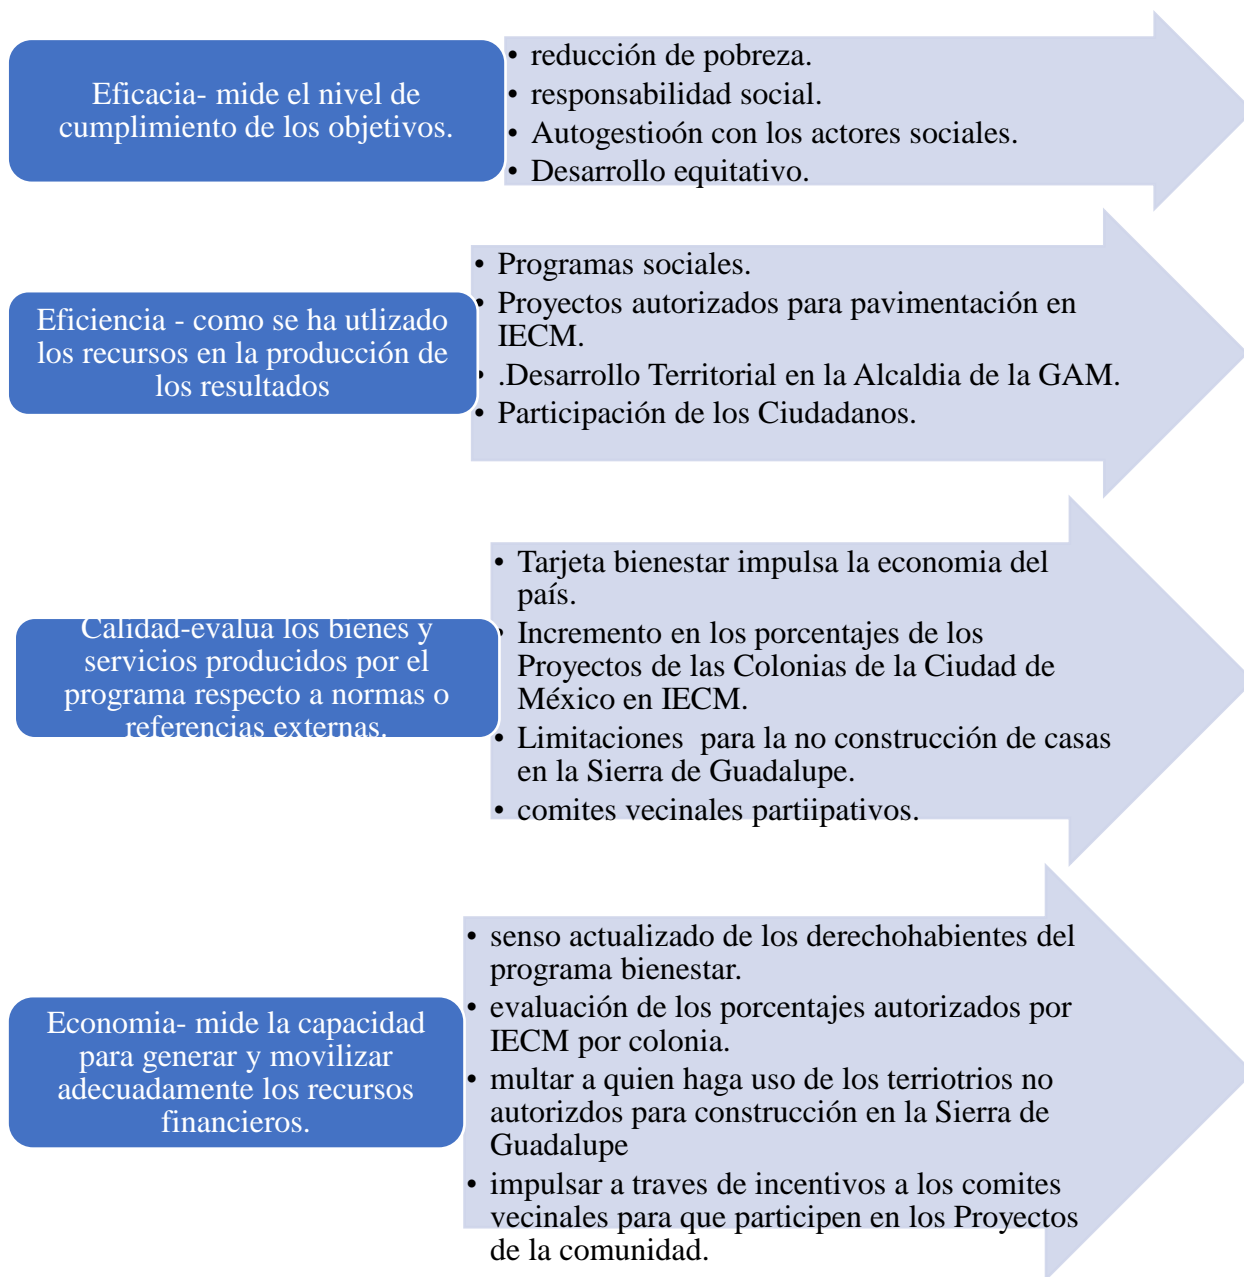 Eficacia- mide el nivel de
cumplimiento de los objetivos.
• reducción de pobreza.
• responsabilidad social.
• Autogestioón con los actores sociales.
• Desarrollo equitativo.
Eficiencia - como se ha utlizado
los recursos en la producción de
los resultados
• Programas sociales.
• Proyectos autorizados para pavimentación en
IECM.
• .Desarrollo Territorial en la Alcaldia de la GAM.
• Participación de los Ciudadanos.
Calidad-evalua los bienes y
servicios producidos por el
programa respecto a normas o
referencias externas.
• Tarjeta bienestar impulsa la economia del
país.
• Incremento en los porcentajes de los
Proyectos de las Colonias de la Ciudad de
México en IECM.
• Limitaciones  para la no construcción de casas
en la Sierra de Guadalupe.
• comites vecinales partiipativos.
Economia- mide la capacidad
para generar y movilizar
adecuadamente los recursos
financieros.
• senso actualizado de los derechohabientes del
programa bienestar.
• evaluación de los porcentajes autorizados por
IECM por colonia.
• multar a quien haga uso de los terriotrios no
autorizdos para construcción en la Sierra de
Guadalupe
• impulsar a traves de incentivos a los comites
vecinales para que participen en los Proyectos
de la comunidad.